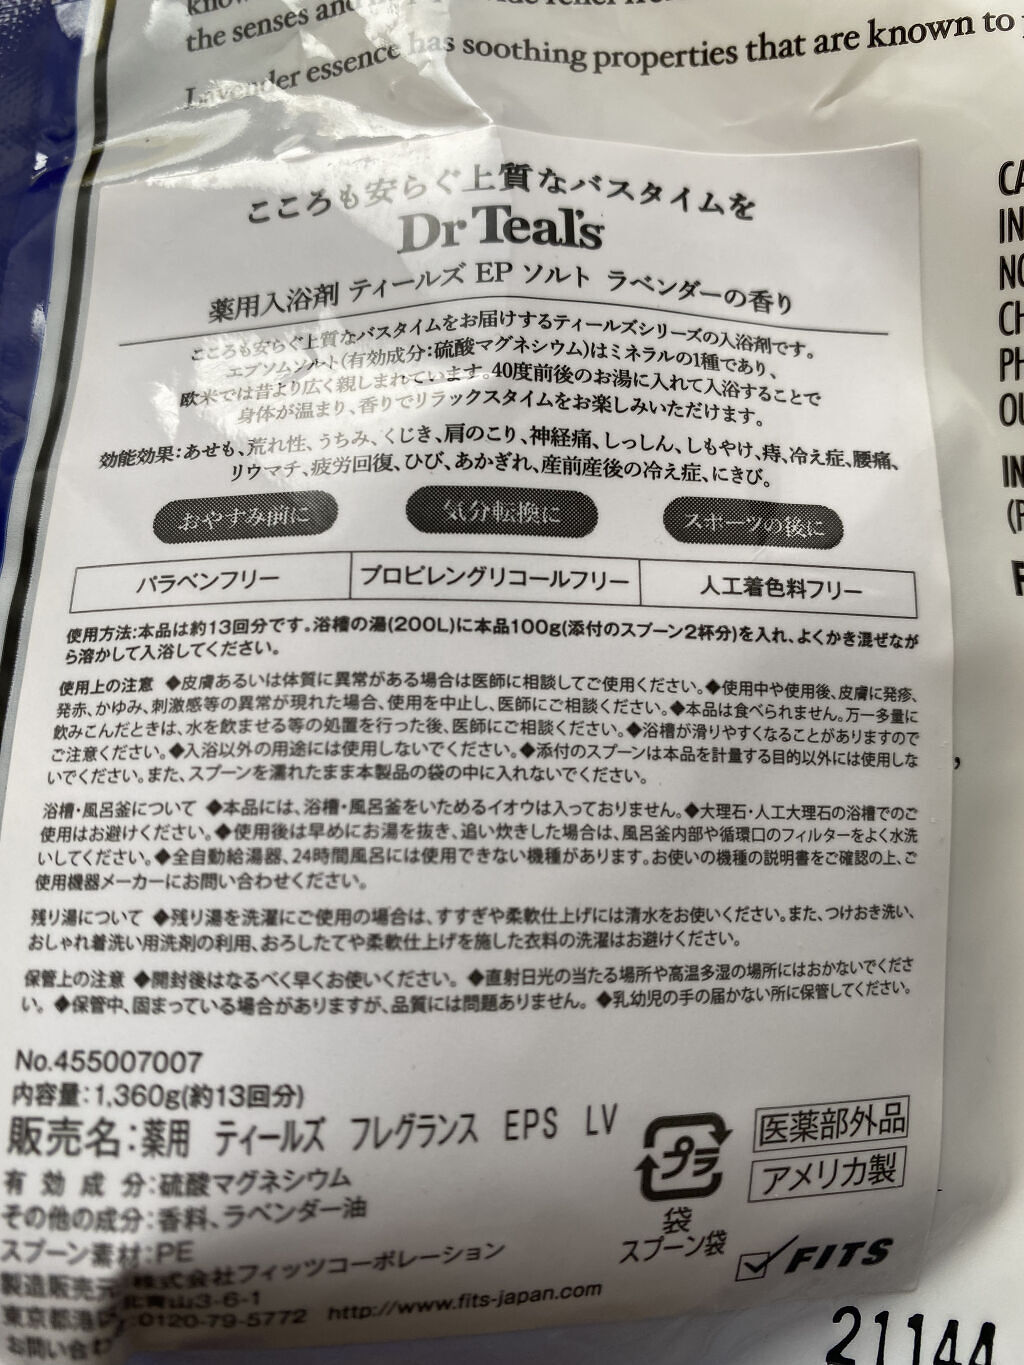 the senses and
Lavender essence has soothing properties that are known to
こころも安らぐ上質なバスタイムを
Dr Teal's
薬用入浴剤 ティールズ EP ソルト ラベンダーの香り
こころも安らぐ上質なバスタイムをお届けするティールズシリーズの入浴剤です。
エプソムソルト(有効成分:硫酸マグネシウム)はミネラルの1種であり、
欧米では昔より広く親しまれています。40度前後のお湯に入れて入浴することで
身体が温まり、香りでリラックスタイムをお楽しみいただけます。
効能効果:あせも、荒れ性、うちみ、くじき、肩のこり、神経痛、しっしん、しもやけ、痔、冷え症、腰痛、
リウマチ、疲労回復、ひび、あかぎれ、産前産後の冷え症、にきび。
おやすみ前に 気分転換に スポーツの後に
パラベンフリー プロピレングリコールフリー 人工着色料フリー
使用方法:本品は約13回分です。浴槽の湯(200L)に本品100g(添付のスプーン2杯分)を入れ、よくかき混ぜなが
ら溶かして入浴してください。
使用上の注意 ◆皮膚あるいは体質に異常がある場合は医師に相談してご使用ください。◆使用中や使用後、皮膚に発疹、
発赤、かゆみ、刺激感等の異常が現れた場合、使用を中止し、医師にご相談ください。◆本品は食べられません。万一多量に
飲みこんだときは、水を飲ませる等の処置を行った後、医師にご相談ください。◆浴槽が滑りやすくなることがありますので
ご注意ください。◆入浴以外の用途には使用しないでください。◆添付のスプーンは本品を計量する目的以外には使用しな
いでください。また、スプーンを濡れたまま本製品の袋の中に入れないでください。
浴槽・風呂釜について ◆本品には、浴槽・風呂釜をいためるイオウは入っておりません。◆大理石・人工大理石の浴槽でのご
使用はお避けください。◆使用後は早めにお湯を抜き、追い炊きした場合は、風呂釜内部や循環口のフィルターをよく水洗
いしてください。◆全自動給湯器、24時間風呂には使用できない機種があります。お使いの機種の説明書をご確認の上、ご
使用機器メーカーにお問い合わせください。
残り湯について ◆残り湯を洗濯にご使用の場合は、すすぎや柔軟仕上げには清水をお使いください。また、つけおき洗い、
おしゃれ着洗い用洗剤の利用、おろしたてや柔軟仕上げを施した衣料の洗濯はお避けください。
保管上の注意 ◆開封後はなるべく早くお使いください。◆直射日光の当たる場所や高温多湿の場所にはおかないでくださ
い。◆保管中、固まっている場合がありますが、品質には問題ありません。◆乳幼児の手の届かない所に保管してください。
No.455007007
内容量:1,360g(約13回分)
販売名:薬用 ティールズ フレグランス EPS LV
有効成分:硫酸マグネシウム
その他の成分:香料、ラベンダー油
スプーン素材:PE
製造販売元 株式会社フィッツコーポレーション
東京都港区北青山3-6-1
お問い合わ :0120-79-5772 http://www.fits-japan.com
プラ
袋
スプーン袋
医薬部外品
アメリカ製
FITS
21144
CA
IN
NO
CH
PH
OU
IN
(P